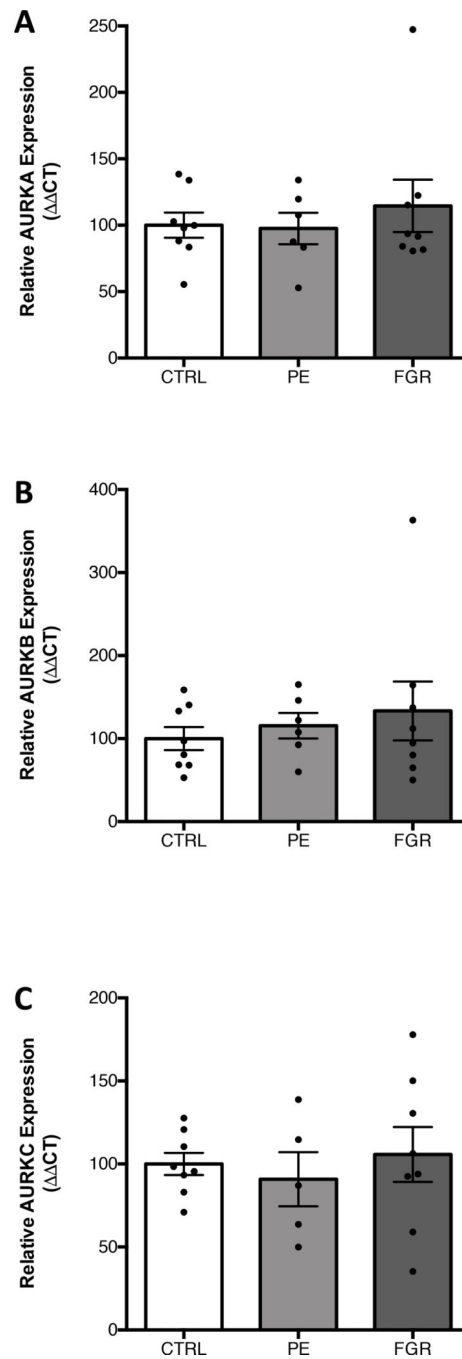 A
Relative AURKA Expression
(ΔΔCT)
250
200
150
100
50
0
CTRL PE FGR
B
Relative AURKB Expression
(ΔΔCT)
400
300
200
100
0
CTRL PE FGR
C
Relative AURKC Expression
(ΔΔCT)
200
150
100
50
0
CTRL PE FGR